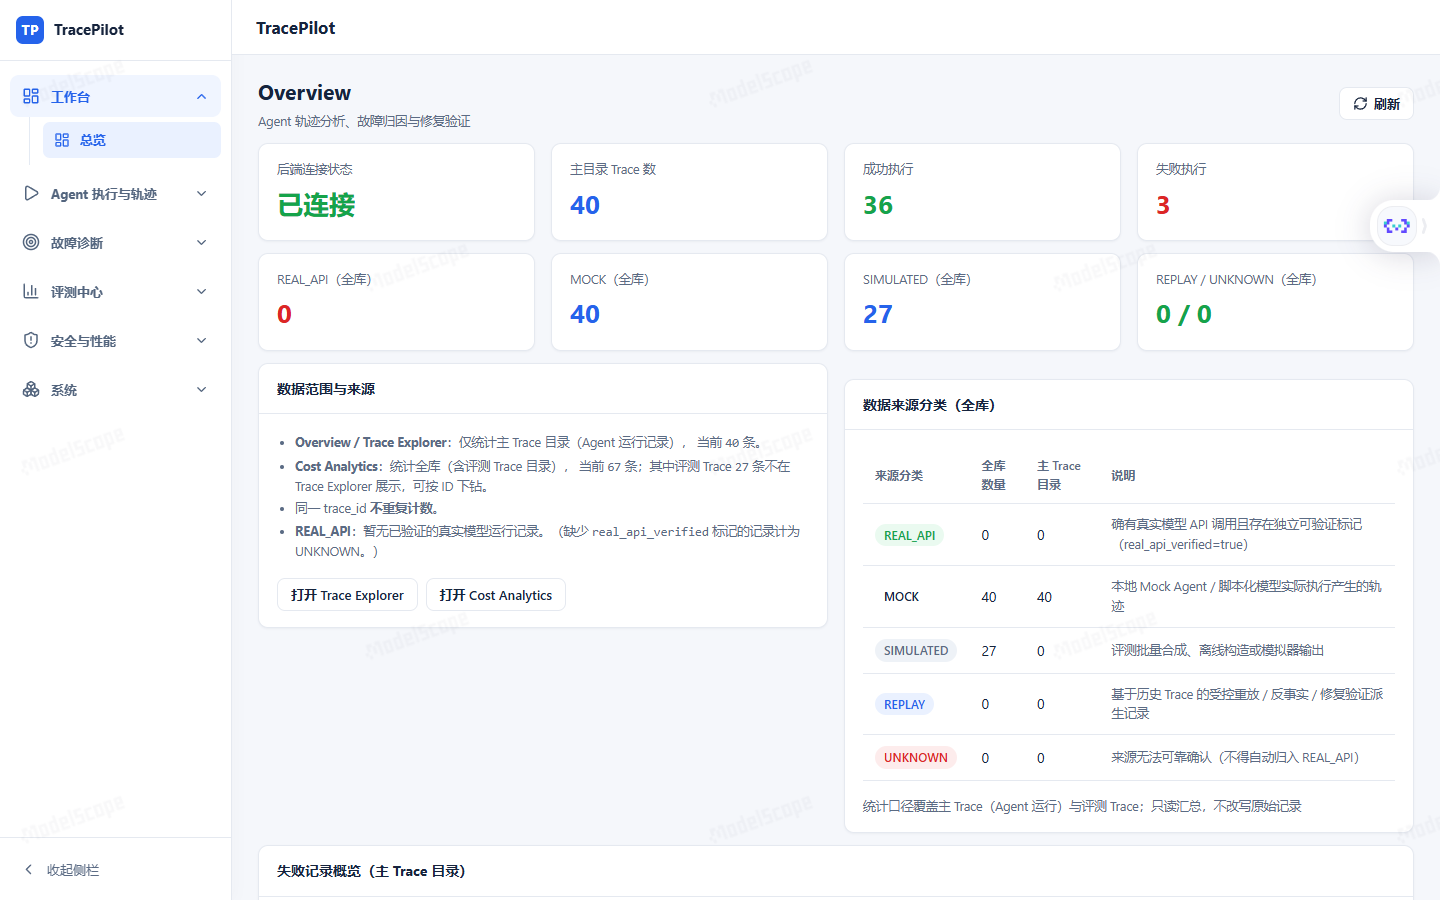 TP TracePilot
TracePilot
工作台
总览
Agent 执行与轨迹
故障诊断
评测中心
安全与性能
系统
收起侧栏
Overview
Agent 轨迹分析、故障归因与修复验证
刷新
后端连接状态
已连接
主目录 Trace 数
40
成功执行
36
失败执行
3
REAL_API（全库）
0
MOCK（全库）
40
SIMULATED（全库）
27
REPLAY / UNKNOWN（全库）
0 / 0
数据范围与来源
Overview / Trace Explorer：仅统计主 Trace 目录（Agent 运行记录），当前 40 条。
Cost Analytics：统计全库（含评测 Trace 目录），当前 67 条；其中评测 Trace 27 条不在
Trace Explorer 展示，可按 ID 下钻。
同一 trace_id 不重复计数。
REAL_API：暂无已验证的真实模型运行记录。（缺少 real_api_verified 标记的记录计为
UNKNOWN。）
打开 Trace Explorer
打开 Cost Analytics
数据来源分类（全库）
来源分类 全库数量 主 Trace 目录 说明
REAL_API 0 0 确有真实模型 API 调用且存在独立可验证标记
（real_api_verified=true）
MOCK 40 40 本地 Mock Agent / 脚本化模型实际执行产生的轨
迹
SIMULATED 27 0 评测批量合成、离线构造或模拟器输出
REPLAY 0 0 基于历史 Trace 的受控重放 / 反事实 / 修复验证派
生记录
UNKNOWN 0 0 来源无法可靠确认（不得自动归入 REAL_API）
统计口径覆盖主 Trace（Agent 运行）与评测 Trace；只读汇总，不改写原始记录
失败记录概览（主 Trace 目录）
ModelScope
ModelScope
ModelScope
ModelScope
ModelScope
ModelScope
ModelScope
ModelScope
ModelScope
ModelScope